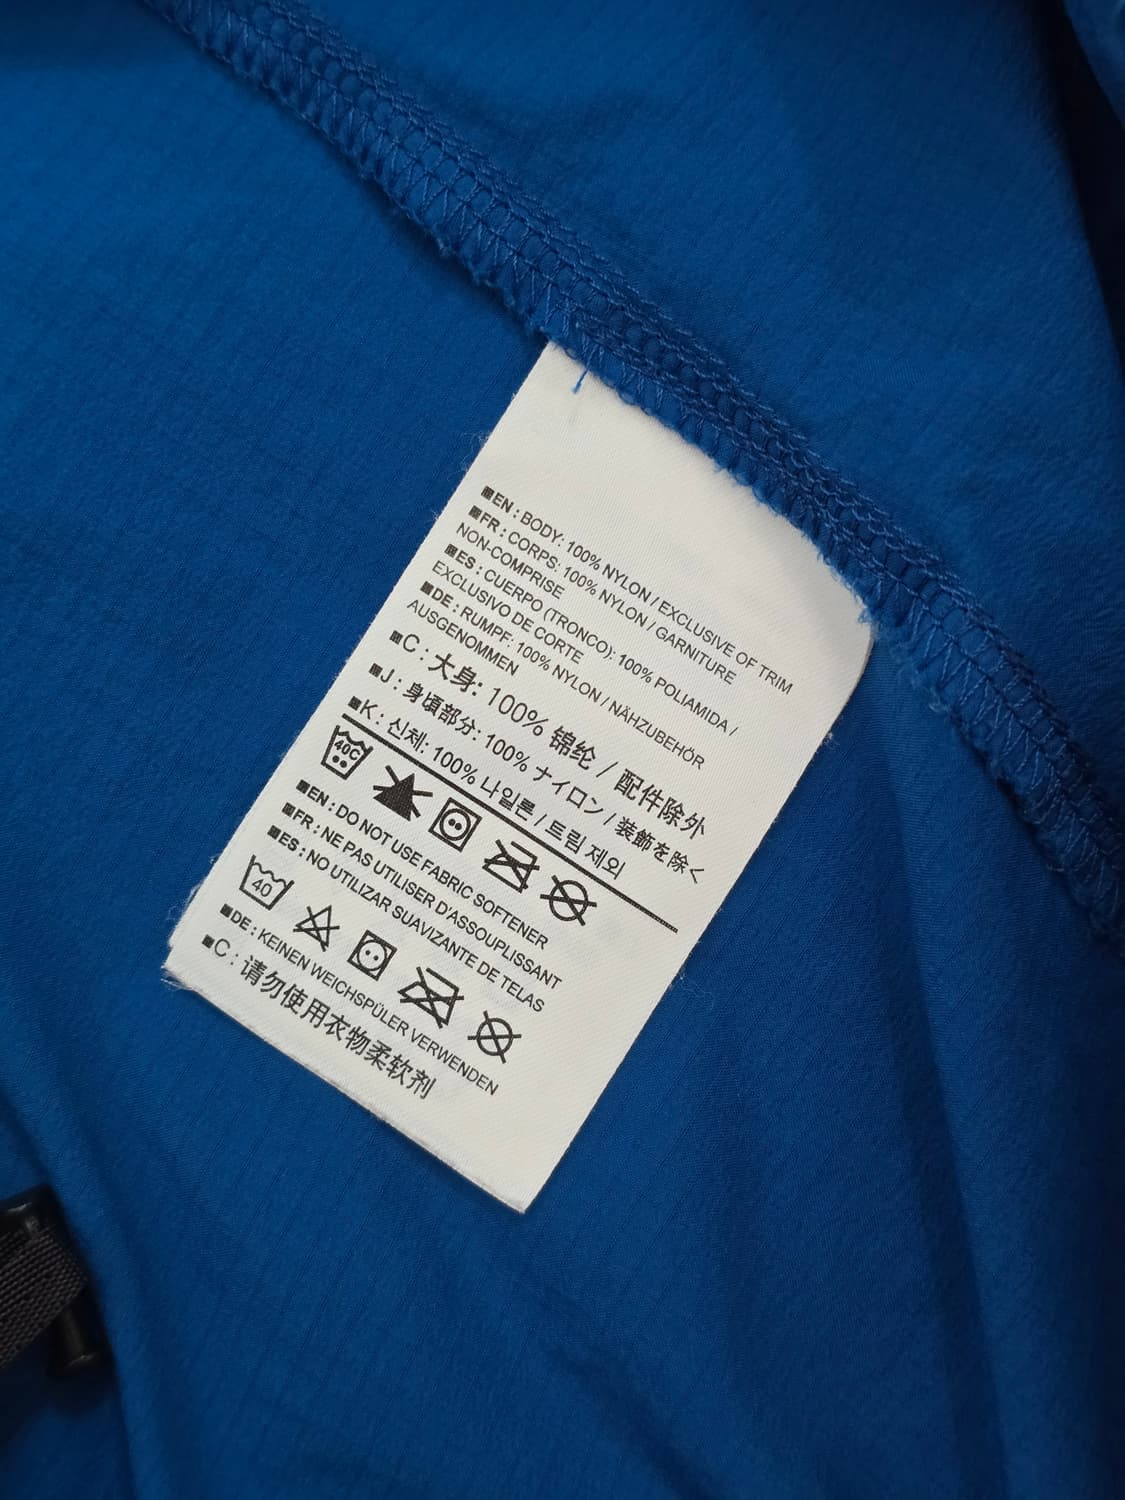 ■EN : BODY: 100% NYLON / EXCLUSIVE OF TRIM
■FR : CORPS: 100% NYLON / GARNITURE
NON-COMPRISE
■ES : CUERPO (TRONCO): 100% POLIAMIDA /
EXCLUSIVO DE CORTE
■DE : RUMPF: 100% NYLON / NÄHZUBEHÖR
AUSGENOMMEN
■C : 大身: 100% 锦纶 / 配件除外
■J : 身頃部分: 100% ナイロン / 装飾を除く
■K : 신체: 100% 나일론 / 트림 제외
40C
■EN : DO NOT USE FABRIC SOFTENER
■FR : NE PAS UTILISER D'ASSOUPLISSANT
■ES : NO UTILIZAR SUAVIZANTE DE TELAS
40
■DE : KEINEN WEICHSPÜLER VERWENDEN
■C : 请勿使用衣物柔软剂